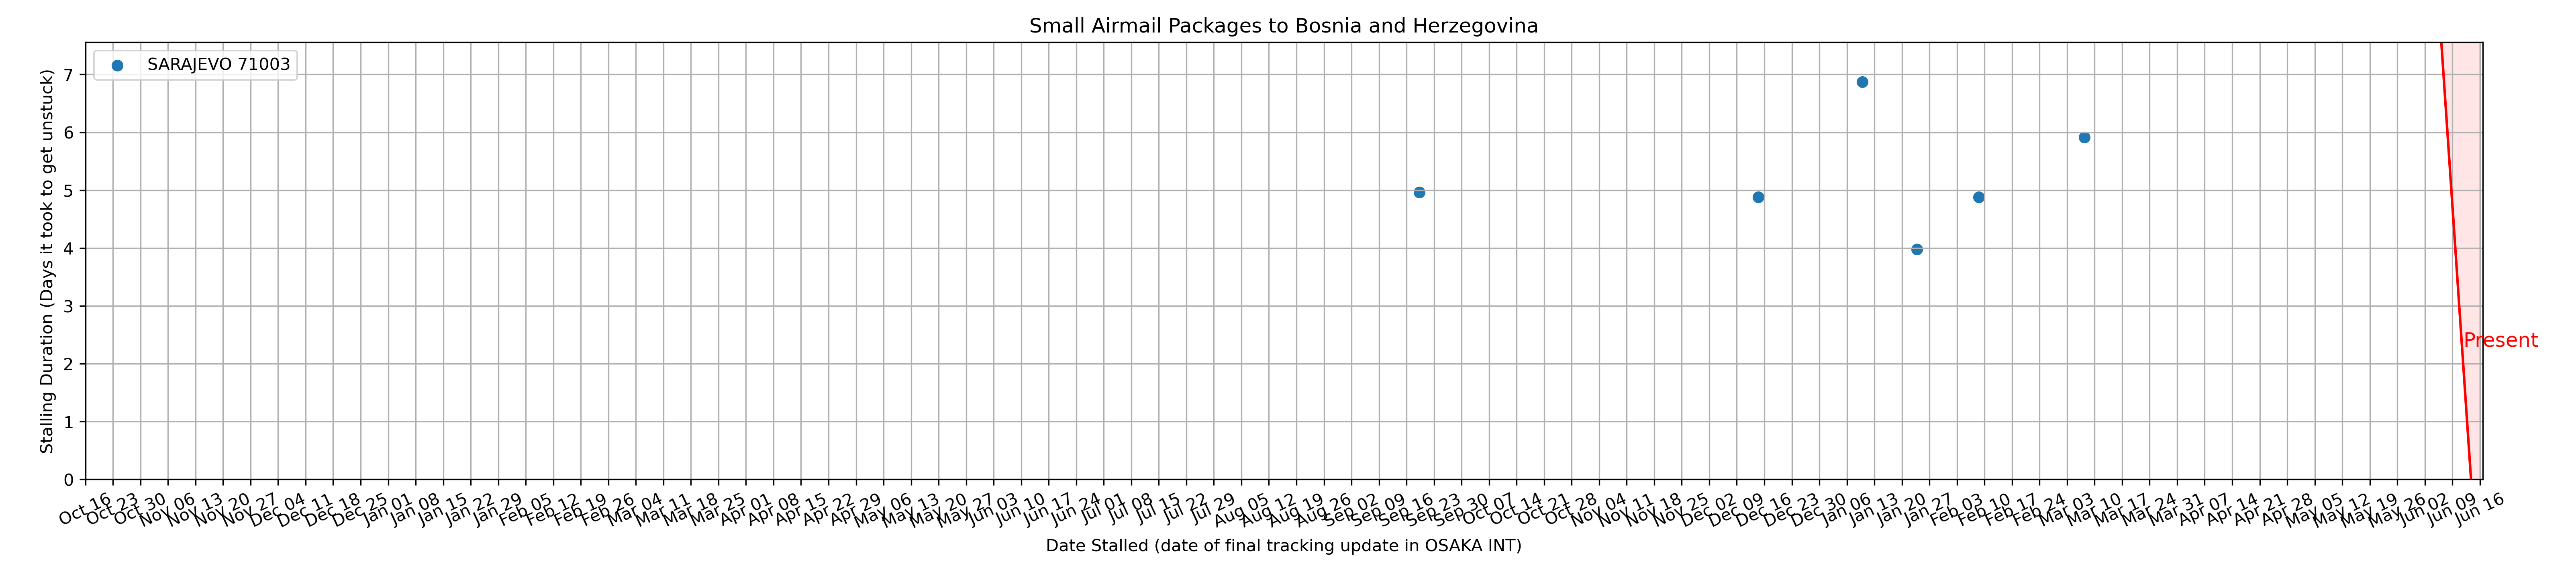 Small Airmail Packages to Bosnia and Herzegovina
SARAJEVO 71003
Stalling Duration (Days it took to get unstuck)
7
6
5
4
3
2
1
0
Present
Oct 16 Oct 23 Oct 30 Nov 06 Nov 13 Nov 20 Nov 27 Dec 04 Dec 11 Dec 18 Dec 25 Jan 01 Jan 08 Jan 15 Jan 22 Jan 29 Feb 05 Feb 12 Feb 19 Feb 26 Mar 04 Mar 11 Mar 18 Mar 25 Apr 01 Apr 08 Apr 15 Apr 22 Apr 29 May 06 May 13 May 20 May 27 Jun 03 Jun 10 Jun 17 Jun 24 Jul 01 Jul 08 Jul 15 Jul 22 Jul 29 Aug 05 Aug 12 Aug 19 Aug 26 Sep 02 Sep 09 Sep 16 Sep 23 Sep 30 Oct 07 Oct 14 Oct 21 Oct 28 Nov 04 Nov 11 Nov 18 Nov 25 Dec 02 Dec 09 Dec 16 Dec 23 Dec 30 Jan 06 Jan 13 Jan 20 Jan 27 Feb 03 Feb 10 Feb 17 Feb 24 Mar 03 Mar 10 Mar 17 Mar 24 Mar 31 Apr 07 Apr 14 Apr 21 Apr 28 May 05 May 12 May 19 May 26 Jun 02 Jun 09 Jun 16
Date Stalled (date of final tracking update in OSAKA INT)